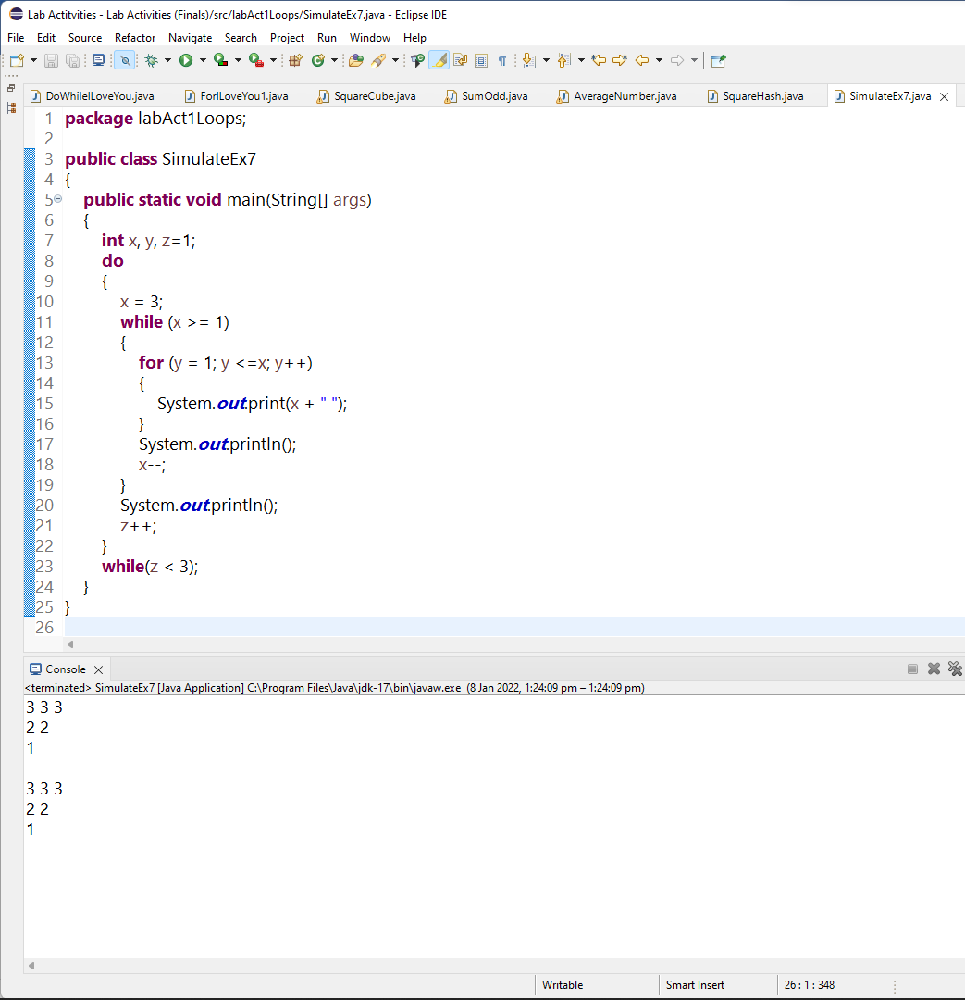 Lab Actitvities - Lab Activities (Finals)/src/labAct1Loops/SimulateEx7.java - Eclipse IDE
File Edit Source Refactor Navigate Search Project Run Window Help
DoWhileILoveYou.java ForILoveYou1.java SquareCube.java SumOdd.java AverageNumber.java SquareHash.java SimulateEx7.java
1 package labAct1Loops;
2
3 public class SimulateEx7
4 {
5 public static void main(String[] args)
6 {
7 int x, y, z=1;
8 do
9 {
10 x = 3;
11 while (x >= 1)
12 {
13 for (y = 1; y <=x; y++)
14 {
15 System.out.print(x + " ");
16 }
17 System.out.println();
18 x--;
19 }
20 System.out.println();
21 z++;
22 }
23 while(z < 3);
24 }
25 }
26
Console
<terminated> SimulateEx7 [Java Application] C:\Program Files\Java\jdk-17\bin\javaw.exe (8 Jan 2022, 1:24:09 pm – 1:24:09 pm)
3 3 3
2 2
1
3 3 3
2 2
1
Writable Smart Insert 26 : 1 : 348